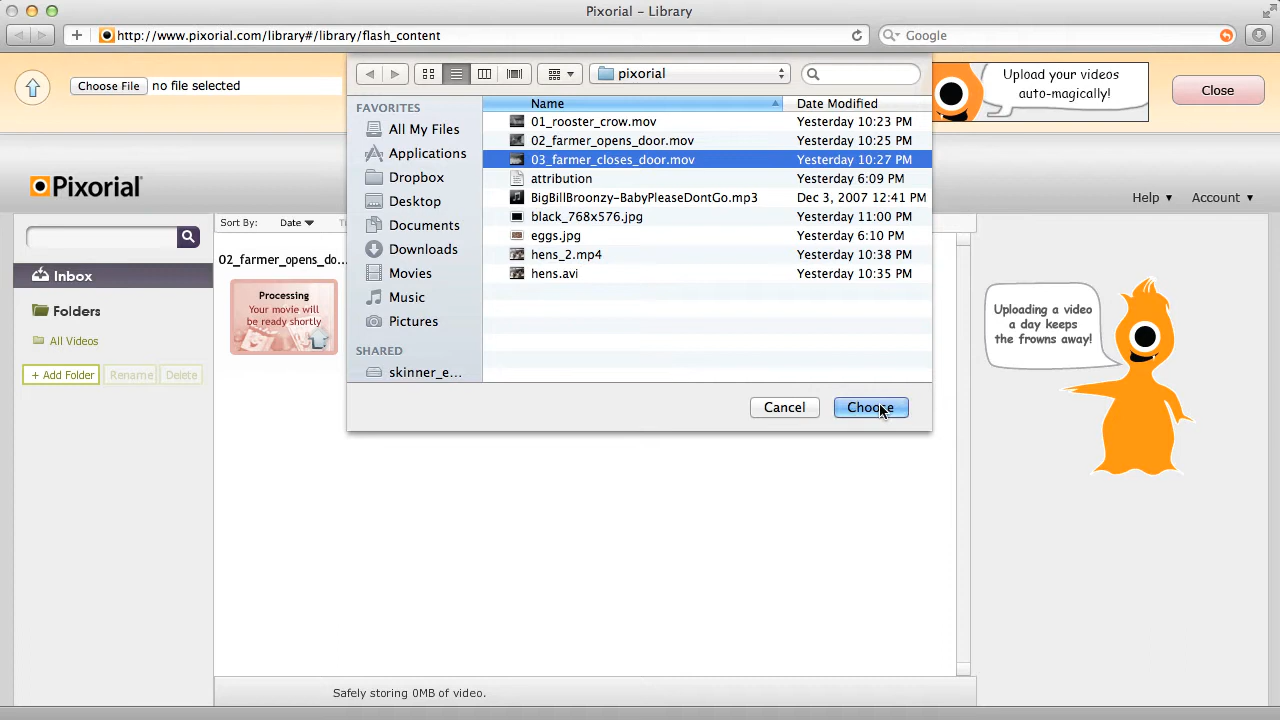 Pixorial – Library
http://www.pixorial.com/library#/library/flash_content
Google
Choose File no file selected
pixorial
Upload your videos
auto-magically!
Close
FAVORITES
All My Files
Applications
Dropbox
Desktop
Documents
Downloads
Movies
Music
Pictures
SHARED
skinner_e...
Name Date Modified
01_rooster_crow.mov Yesterday 10:23 PM
02_farmer_opens_door.mov Yesterday 10:25 PM
03_farmer_closes_door.mov Yesterday 10:27 PM
attribution Yesterday 6:09 PM
BigBillBroonzy-BabyPleaseDontGo.mp3 Dec 3, 2007 12:41 PM
black_768x576.jpg Yesterday 11:00 PM
eggs.jpg Yesterday 6:10 PM
hens_2.mp4 Yesterday 10:38 PM
hens.avi Yesterday 10:35 PM
Cancel Choose
Pixorial
Help Account
Sort By: Date
Inbox
Folders
All Videos
+ Add Folder Rename Delete
02_farmer_opens_do...
Processing
Your movie will
be ready shortly
Uploading a video
a day keeps
the frowns away!
Safely storing 0MB of video.